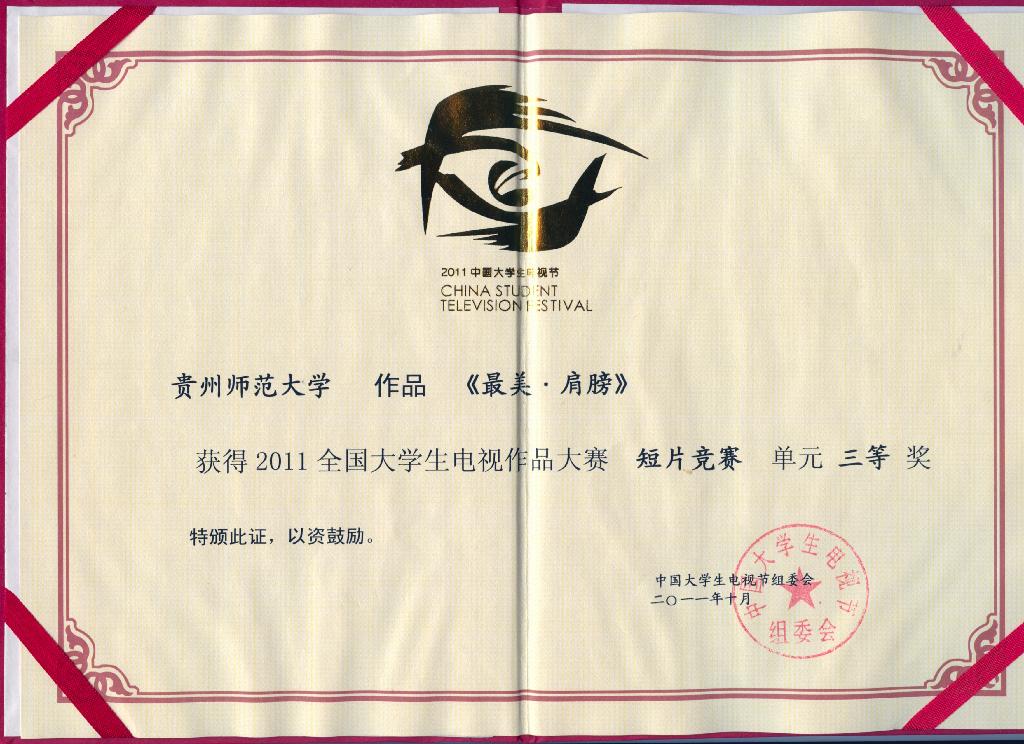 2011 中国大学生电视节
CHINA STUDENT
TELEVISION FESTIVAL
贵州师范大学 作品 《最美·肩膀》
获得 2011 全国大学生电视作品大赛 短片竞赛 单元 三等 奖
特颁此证，以资鼓励。
中国大学生电视节组委会
二〇一一年十月
中国大学生电视节
组委会